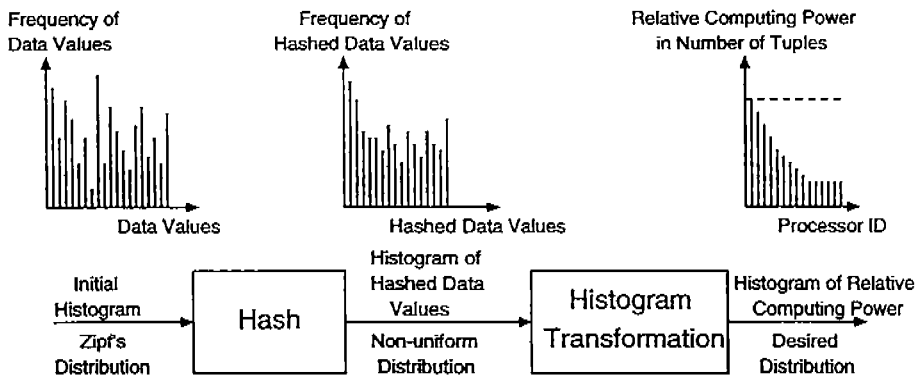 Frequency of
Data Values
Data Values
Frequency of
Hashed Data Values
Hashed Data Values
Relative Computing Power
in Number of Tuples
Processor ID
Initial
Histogram
Zipf's
Distribution
Hash
Histogram of
Hashed Data
Values
Non-uniform
Distribution
Histogram
Transformation
Histogram of Relative
Computing Power
Desired
Distribution